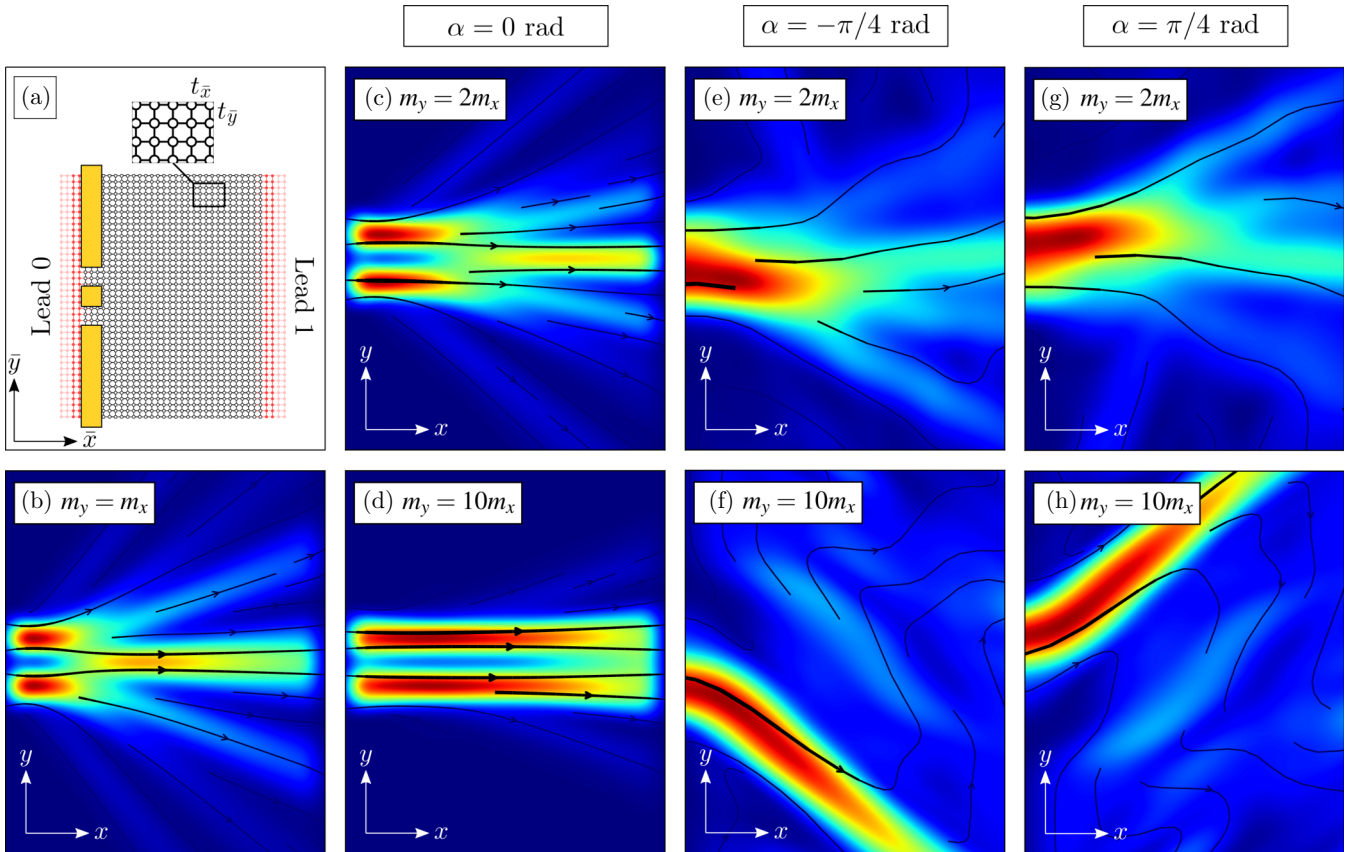 α = 0 rad
α = −π/4 rad
α = π/4 rad
(a)
t_x̄
t_ȳ
Lead 0
Lead 1
ȳ
x̄
(c) m_y = 2m_x
y
x
(e) m_y = 2m_x
y
x
(g) m_y = 2m_x
y
x
(b) m_y = m_x
y
x
(d) m_y = 10m_x
y
x
(f) m_y = 10m_x
y
x
(h) m_y = 10m_x
y
x